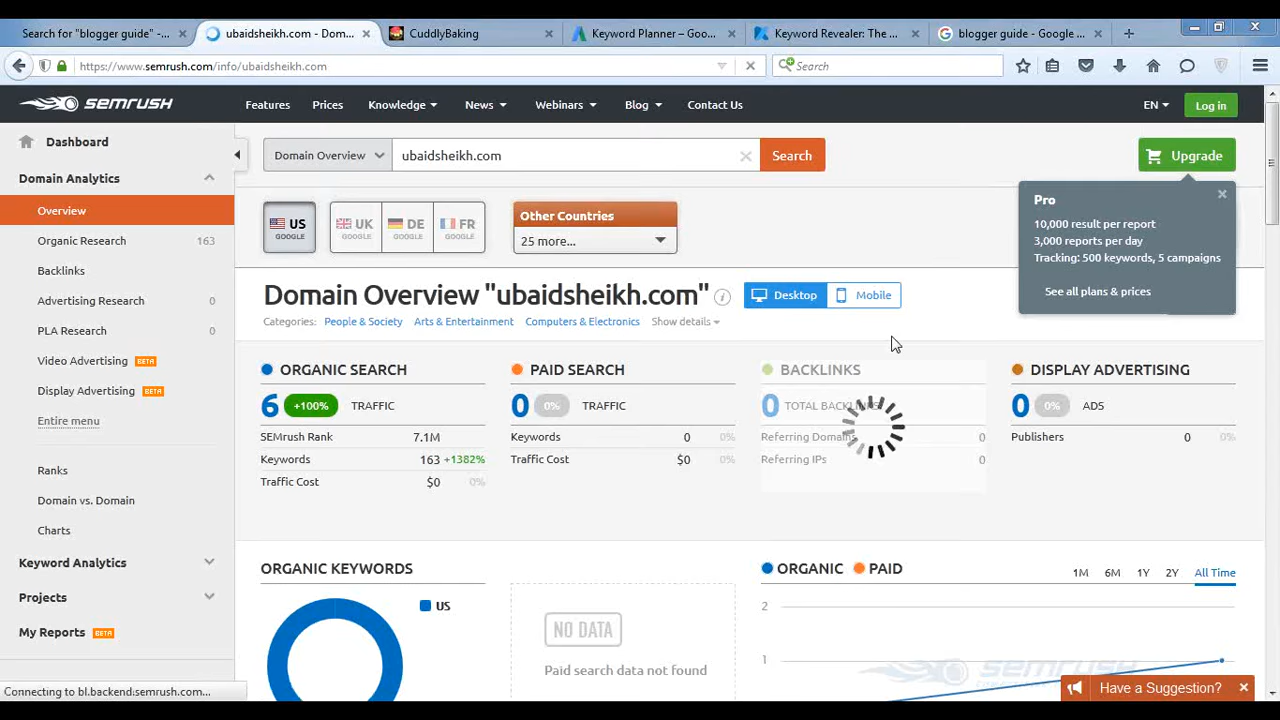 Search for "blogger guide" -...
ubaidsheikh.com - Dom...
CuddlyBaking
Keyword Planner – Goo...
Keyword Revealer: The ...
blogger guide - Google ...
https://www.semrush.com/info/ubaidsheikh.com
Search
SEMRUSH
Features
Prices
Knowledge
News
Webinars
Blog
Contact Us
EN
Log in
Dashboard
Domain Analytics
Overview
Organic Research 163
Backlinks
Advertising Research 0
PLA Research 0
Video Advertising BETA
Display Advertising BETA
Entire menu
Ranks
Domain vs. Domain
Charts
Keyword Analytics
Projects
My Reports BETA
Connecting to bl.backend.semrush.com...
Domain Overview
ubaidsheikh.com
Search
Upgrade
Pro
10,000 result per report
3,000 reports per day
Tracking: 500 keywords, 5 campaigns
See all plans & prices
US
GOOGLE
UK
GOOGLE
DE
GOOGLE
FR
GOOGLE
Other Countries
25 more...
Domain Overview "ubaidsheikh.com"
Desktop
Mobile
Categories: People & Society Arts & Entertainment Computers & Electronics Show details
ORGANIC SEARCH
6 +100% TRAFFIC
SEMrush Rank 7.1M
Keywords 163 +1382%
Traffic Cost $0 0%
PAID SEARCH
0 0% TRAFFIC
Keywords 0 0%
Traffic Cost $0 0%
BACKLINKS
0 TOTAL BACKLINKS
Referring Domains 0
Referring IPs 0
DISPLAY ADVERTISING
0 0% ADS
Publishers 0 0%
ORGANIC KEYWORDS
US
NO DATA
Paid search data not found
ORGANIC PAID
1M 6M 1Y 2Y All Time
2
1
semrush
Have a Suggestion?